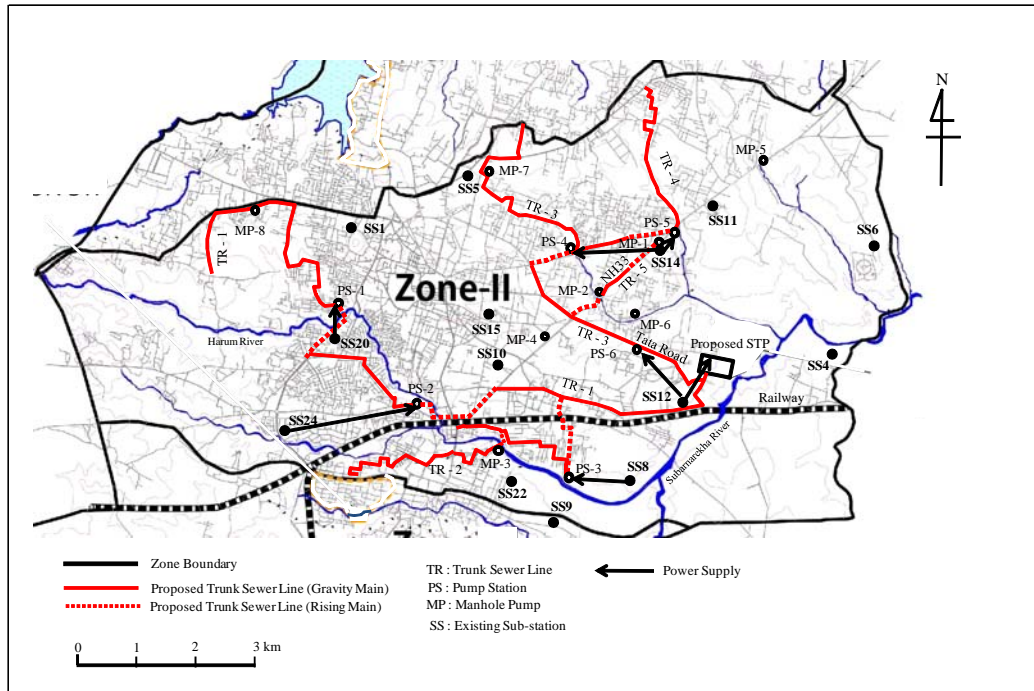 N
MP-5
TR - 4
MP-7
SS5
TR - 3
MP-8
SS11
SS1
TR - 1
PS-5
PS-4
MP-1
SS14
SS6
NH33
TR - 5
MP-2
Zone-II
PS- 1
SS15
MP-6
Harum River
SS20
MP-4
TR - 3
Tata Road
Proposed STP
PS-6
SS10
SS4
TR - 1
PS-2
SS12
Railway
SS24
Subarnarekha River
MP-3
TR - 2
PS-3
SS8
SS22
SS9
Zone Boundary
Proposed Trunk Sewer Line (Gravity Main)
Proposed Trunk Sewer Line (Rising Main)
TR : Trunk Sewer Line
PS : Pump Station
MP : Manhole Pump
SS : Existing Sub-station
Power Supply
0 1 2 3 km